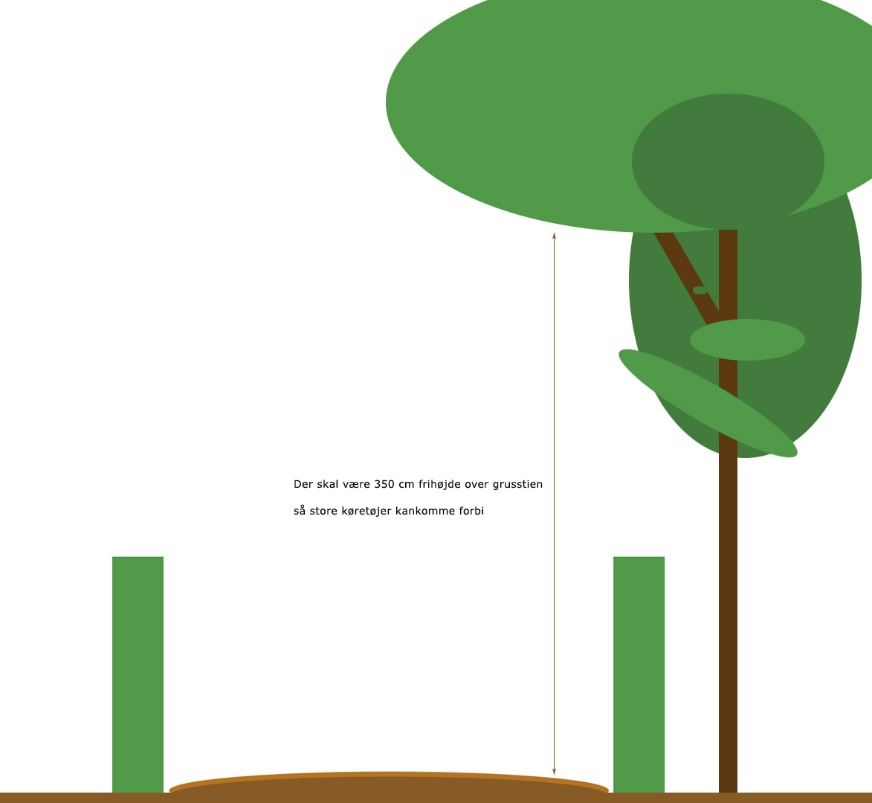 Der skal være 350 cm frihøjde over grusstien
så store køretøjer kankomme forbi